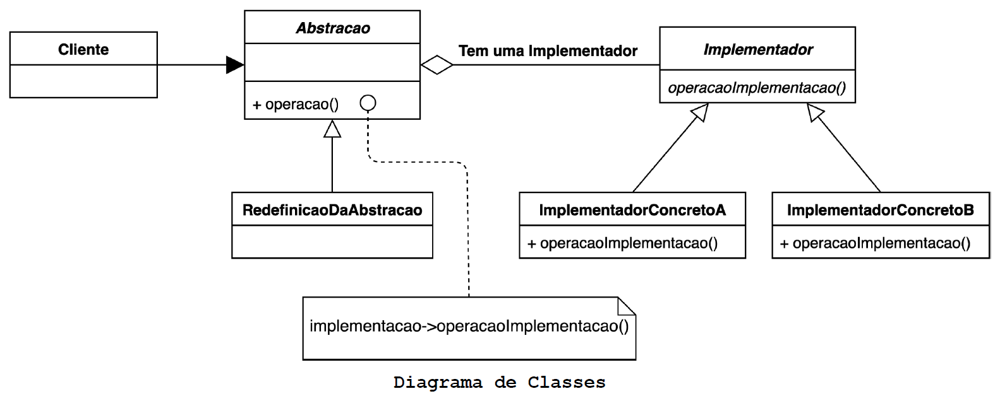 Cliente
Abstracao
+ operacao()
Tem uma Implementador
Implementador
operacaoImplementacao()
RedefinicaoDaAbstracao
ImplementadorConcretoA
+ operacaoImplementacao()
ImplementadorConcretoB
+ operacaoImplementacao()
implementacao->operacaoImplementacao()
Diagrama de Classes